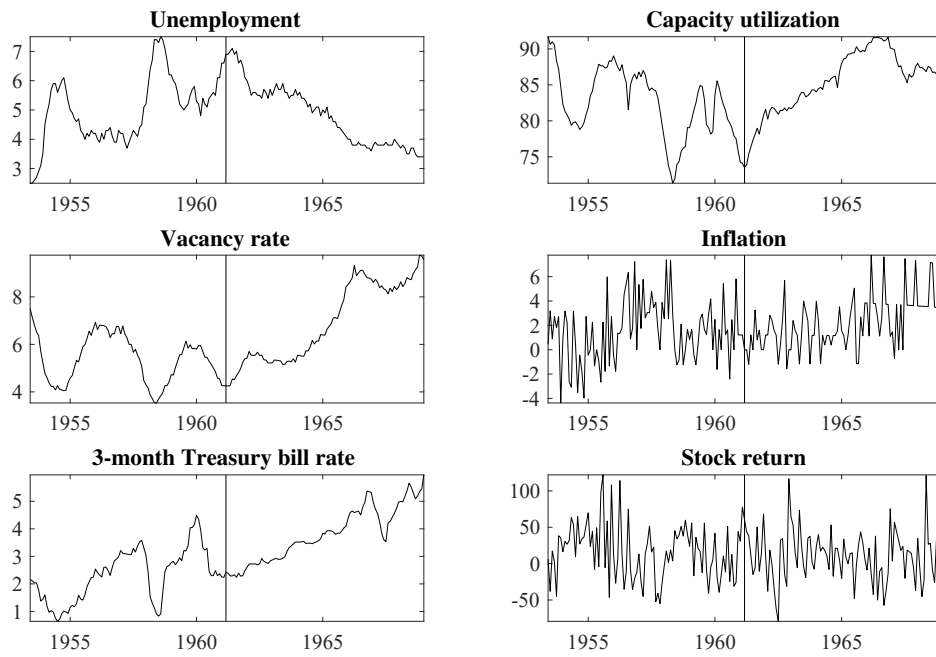 Unemployment
7
6
5
4
3
1955 1960 1965
Capacity utilization
90
85
80
75
1955 1960 1965
Vacancy rate
8
6
4
1955 1960 1965
Inflation
6
4
2
0
-2
-4
1955 1960 1965
3-month Treasury bill rate
5
4
3
2
1
1955 1960 1965
Stock return
100
50
0
-50
1955 1960 1965